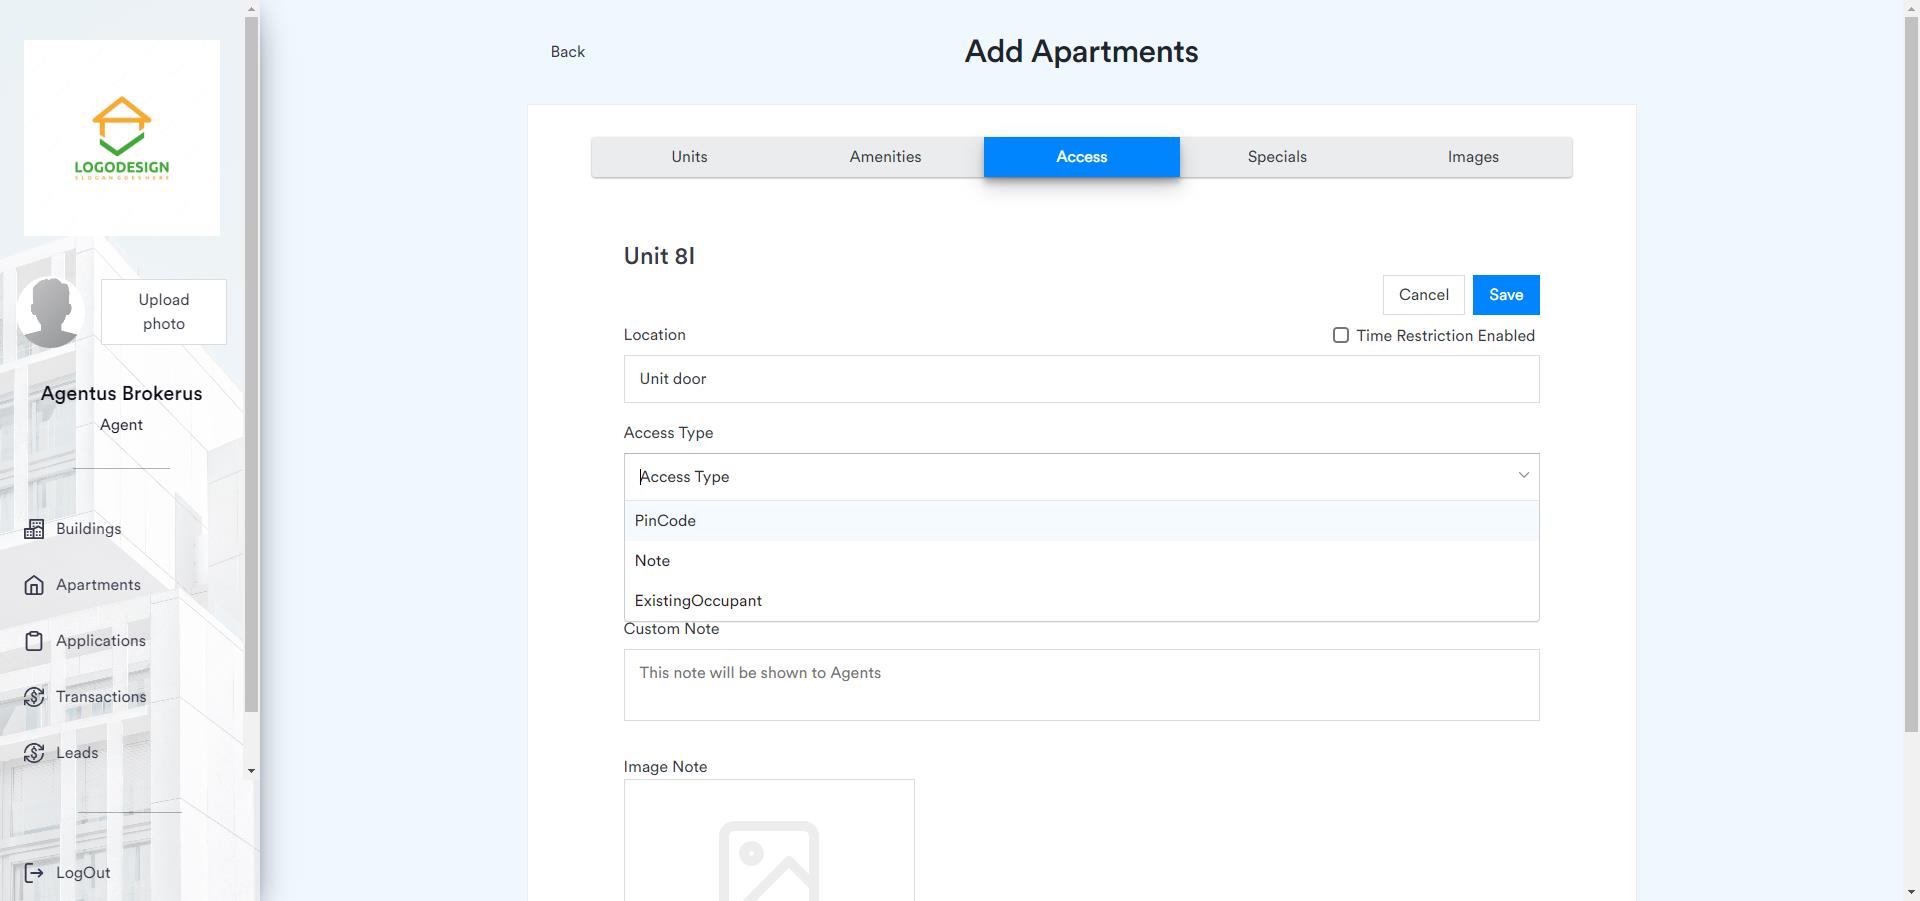 LOGODESIGN
SLOGAN GOES HERE
Upload
photo
Agentus Brokerus
Agent
Buildings
Apartments
Applications
Transactions
Leads
LogOut
Back
Add Apartments
Units
Amenities
Access
Specials
Images
Unit 8I
Cancel
Save
Location
Time Restriction Enabled
Unit door
Access Type
Access Type
PinCode
Note
ExistingOccupant
Custom Note
This note will be shown to Agents
Image Note